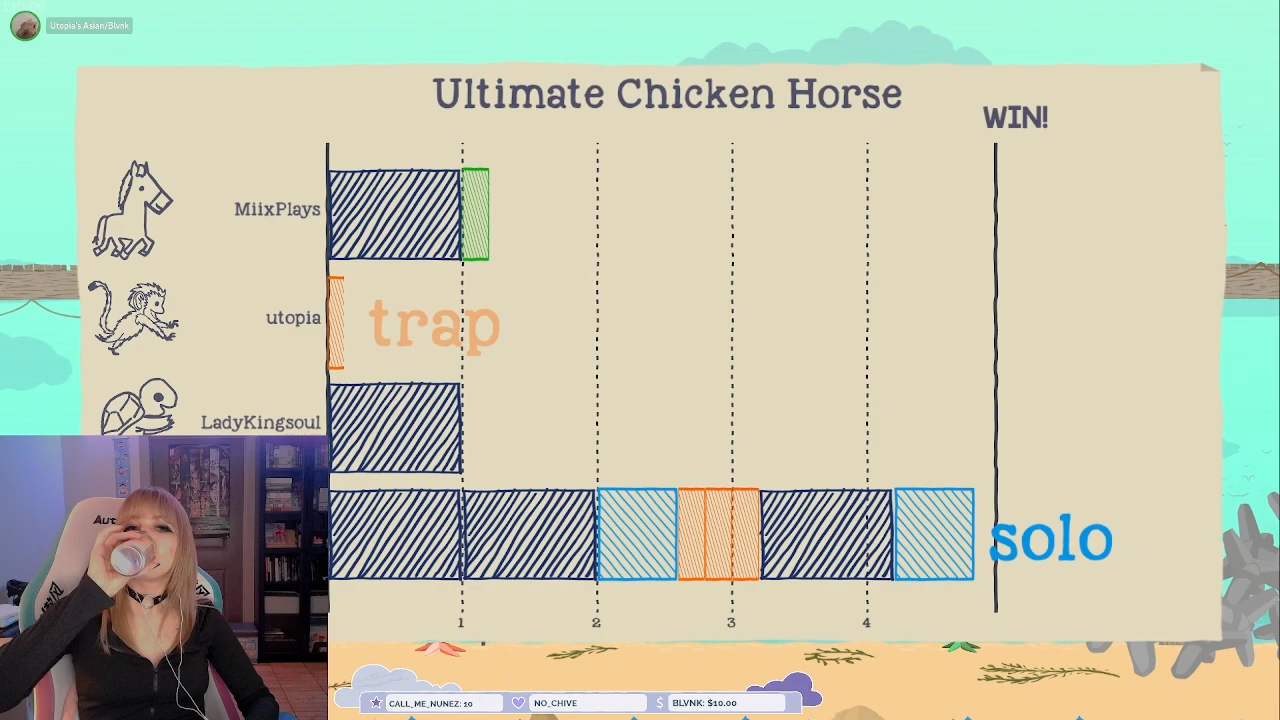 Utopia's Asian/Blvnk
Ultimate Chicken Horse
WIN!
MiixPlays
utopia
trap
LadyKingsoul
solo
1 2 3 4
CALL_ME_NUNEZ: 10
NO_CHIVE
$ BLVNK: $10.00